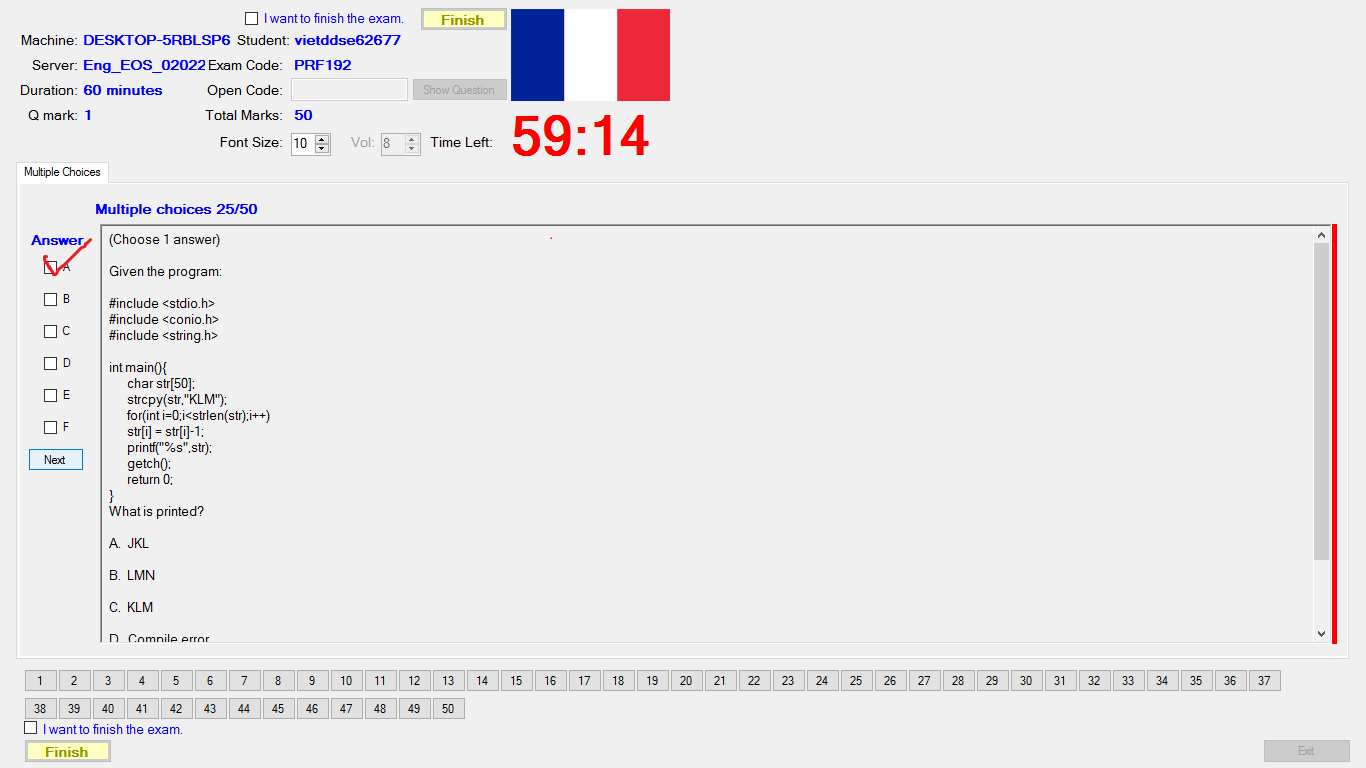 I want to finish the exam. Finish
Machine: DESKTOP-5RBLSP6 Student: vietddse62677
Server: Eng_EOS_02022 Exam Code: PRF192
Duration: 60 minutes Open Code: Show Question
Q mark: 1 Total Marks: 50
Font Size: 10 Vol: 8 Time Left: 59:14
Multiple Choices
Multiple choices 25/50
Answer
A
B
C
D
E
F
Next
(Choose 1 answer)
Given the program:
#include <stdio.h>
#include <conio.h>
#include <string.h>
int main(){
char str[50];
strcpy(str,"KLM");
for(int i=0;i<strlen(str);i++)
str[i] = str[i]-1;
printf("%s",str);
getch();
return 0;
}
What is printed?
A. JKL
B. LMN
C. KLM
D. Compile error
1 2 3 4 5 6 7 8 9 10 11 12 13 14 15 16 17 18 19 20 21 22 23 24 25 26 27 28 29 30 31 32 33 34 35 36 37
38 39 40 41 42 43 44 45 46 47 48 49 50
I want to finish the exam.
Finish Exit